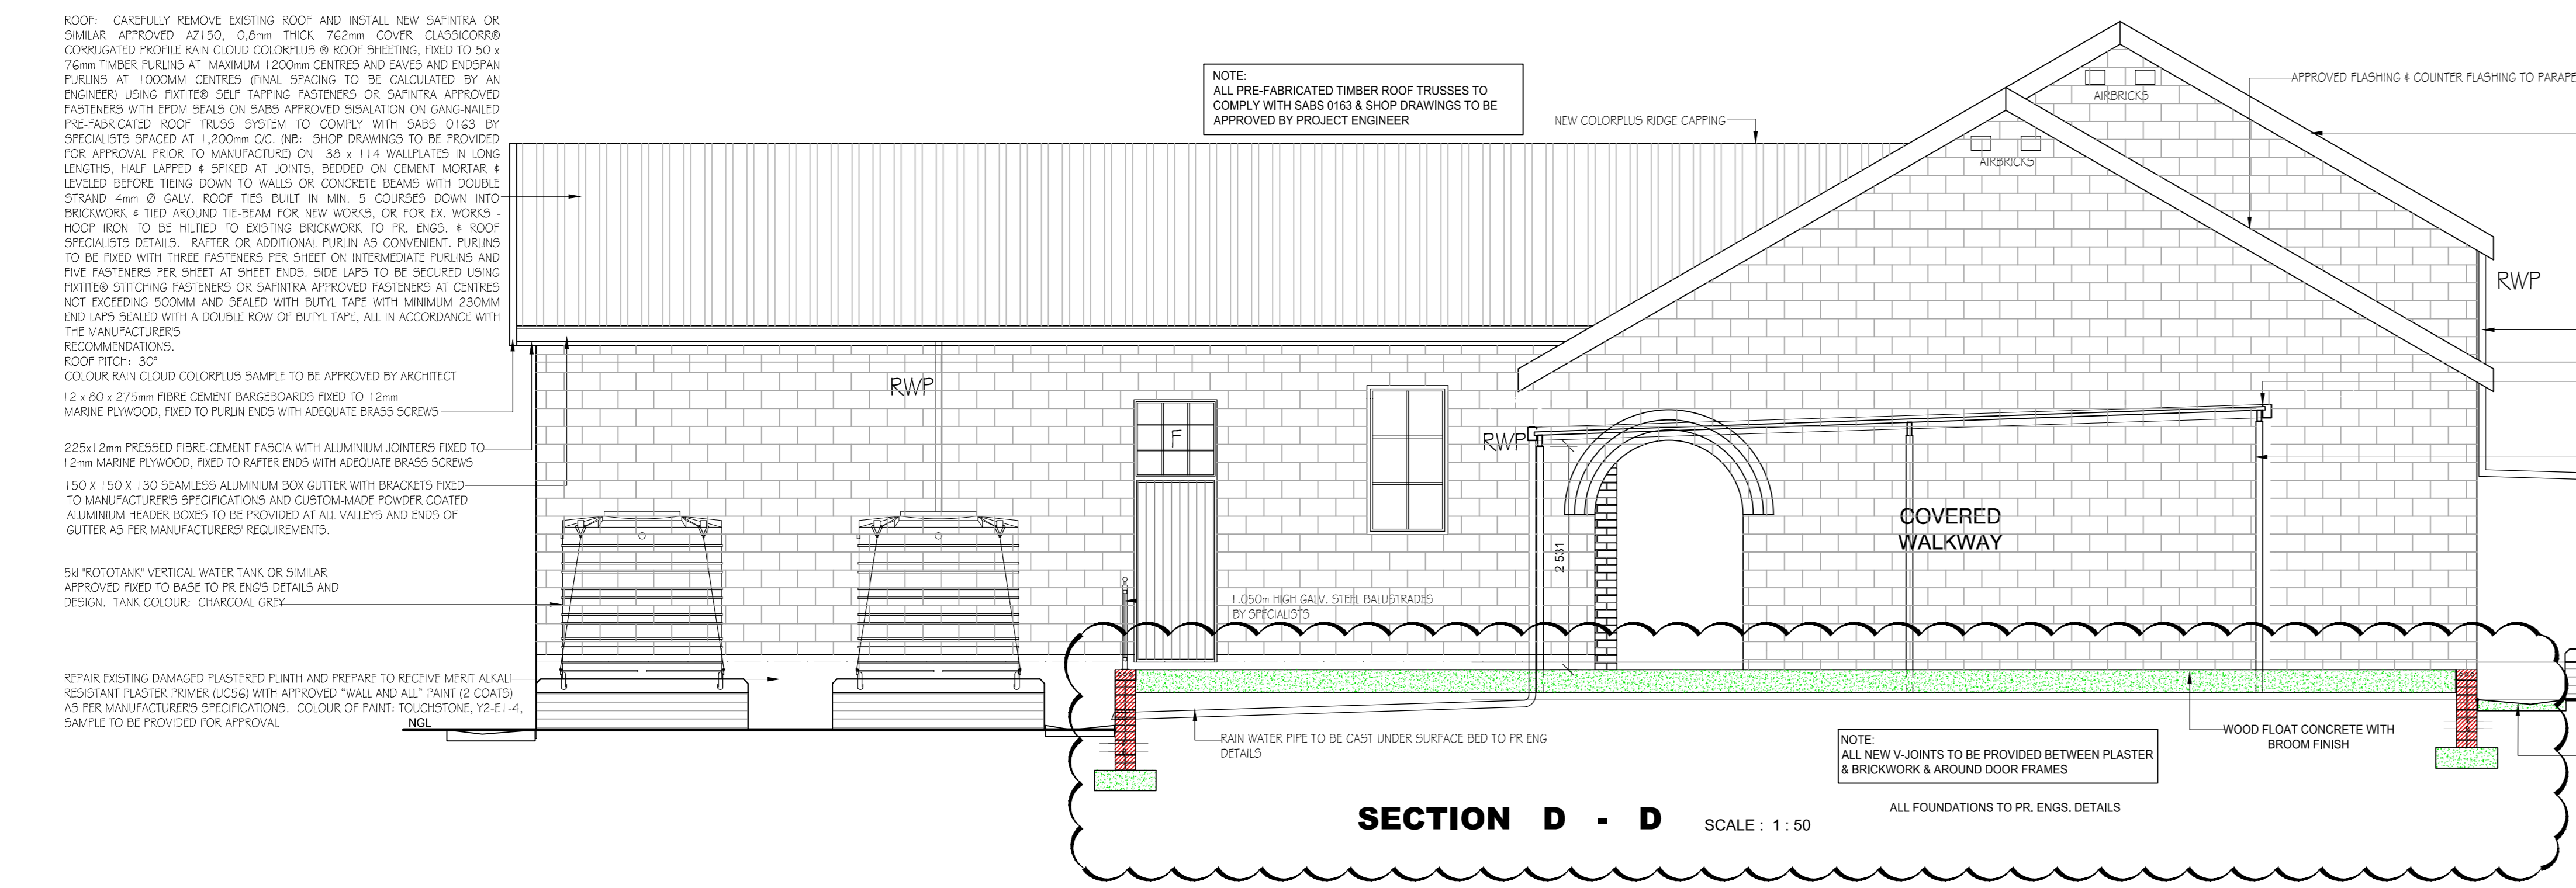 ROOF: CAREFULLY REMOVE EXISTING ROOF AND INSTALL NEW SAFINTRA OR
SIMILAR APPROVED AZ150, 0,8mm THICK 762mm COVER CLASSICORR®
CORRUGATED PROFILE RAIN CLOUD COLORPLUS ® ROOF SHEETING, FIXED TO 50 x
76mm TIMBER PURLINS AT MAXIMUM 1200mm CENTRES AND EAVES AND ENDSPAN
PURLINS AT 1000MM CENTRES (FINAL SPACING TO BE CALCULATED BY AN
ENGINEER) USING FIXTITE® SELF TAPPING FASTENERS OR SAFINTRA APPROVED
FASTENERS WITH EPDM SEALS ON SABS APPROVED SISALATION ON GANG-NAILED
PRE-FABRICATED ROOF TRUSS SYSTEM TO COMPLY WITH SABS 0163 BY
SPECIALISTS SPACED AT 1,200mm C/C. (NB: SHOP DRAWINGS TO BE PROVIDED
FOR APPROVAL PRIOR TO MANUFACTURE) ON 38 x 114 WALLPLATES IN LONG
LENGTHS, HALF LAPPED & SPIKED AT JOINTS, BEDDED ON CEMENT MORTAR &
LEVELED BEFORE TIEING DOWN TO WALLS OR CONCRETE BEAMS WITH DOUBLE
STRAND 4mm Ø GALV. ROOF TIES BUILT IN MIN. 5 COURSES DOWN INTO
BRICKWORK & TIED AROUND TIE-BEAM FOR NEW WORKS, OR FOR EX. WORKS -
HOOP IRON TO BE HILTIED TO EXISTING BRICKWORK TO PR. ENGS. & ROOF
SPECIALISTS DETAILS. RAFTER OR ADDITIONAL PURLIN AS CONVENIENT. PURLINS
TO BE FIXED WITH THREE FASTENERS PER SHEET ON INTERMEDIATE PURLINS AND
FIVE FASTENERS PER SHEET AT SHEET ENDS. SIDE LAPS TO BE SECURED USING
FIXTITE® STITCHING FASTENERS OR SAFINTRA APPROVED FASTENERS AT CENTRES
NOT EXCEEDING 500MM AND SEALED WITH BUTYL TAPE WITH MINIMUM 230MM
END LAPS SEALED WITH A DOUBLE ROW OF BUTYL TAPE, ALL IN ACCORDANCE WITH
THE MANUFACTURER'S
RECOMMENDATIONS.
ROOF PITCH: 30°
COLOUR RAIN CLOUD COLORPLUS SAMPLE TO BE APPROVED BY ARCHITECT
12 x 80 x 275mm FIBRE CEMENT BARGEBOARDS FIXED TO 12mm
MARINE PLYWOOD, FIXED TO PURLIN ENDS WITH ADEQUATE BRASS SCREWS
225x12mm PRESSED FIBRE-CEMENT FASCIA WITH ALUMINIUM JOINTERS FIXED TO
12mm MARINE PLYWOOD, FIXED TO RAFTER ENDS WITH ADEQUATE BRASS SCREWS
150 X 150 X 130 SEAMLESS ALUMINIUM BOX GUTTER WITH BRACKETS FIXED
TO MANUFACTURER'S SPECIFICATIONS AND CUSTOM-MADE POWDER COATED
ALUMINIUM HEADER BOXES TO BE PROVIDED AT ALL VALLEYS AND ENDS OF
GUTTER AS PER MANUFACTURERS' REQUIREMENTS.
5kl "ROTOTANK" VERTICAL WATER TANK OR SIMILAR
APPROVED FIXED TO BASE TO PR ENG'S DETAILS AND
DESIGN. TANK COLOUR: CHARCOAL GREY
REPAIR EXISTING DAMAGED PLASTERED PLINTH AND PREPARE TO RECEIVE MERIT ALKALI
RESISTANT PLASTER PRIMER (UC56) WITH APPROVED "WALL AND ALL" PAINT (2 COATS)
AS PER MANUFACTURER'S SPECIFICATIONS. COLOUR OF PAINT: TOUCHSTONE, Y2-E1-4,
SAMPLE TO BE PROVIDED FOR APPROVAL
NGL
NOTE:
ALL PRE-FABRICATED TIMBER ROOF TRUSSES TO
COMPLY WITH SABS 0163 & SHOP DRAWINGS TO BE
APPROVED BY PROJECT ENGINEER
NEW COLORPLUS RIDGE CAPPING
AIRBRICKS
AIRBRICKS
APPROVED FLASHING & COUNTER FLASHING TO PARAPE
RWP
RWP
F
RWP
2 531
COVERED
WALKWAY
1.050m HIGH GALV. STEEL BALUSTRADES
BY SPECIALISTS
RAIN WATER PIPE TO BE CAST UNDER SURFACE BED TO PR ENG
DETAILS
NOTE:
ALL NEW V-JOINTS TO BE PROVIDED BETWEEN PLASTER
& BRICKWORK & AROUND DOOR FRAMES
WOOD FLOAT CONCRETE WITH
BROOM FINISH
ALL FOUNDATIONS TO PR. ENGS. DETAILS
SECTION D - D
SCALE : 1 : 50